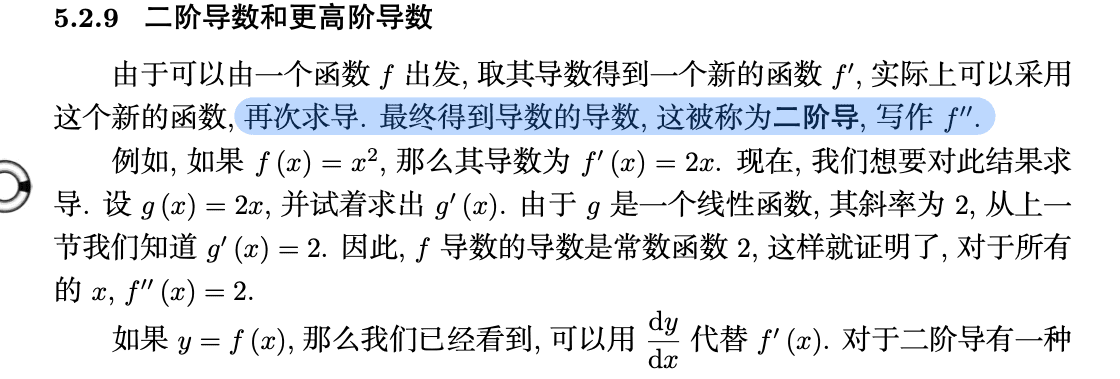 5.2.9 二阶导数和更高阶导数
由于可以由一个函数 f 出发, 取其导数得到一个新的函数 f′, 实际上可以采用
这个新的函数, 再次求导. 最终得到导数的导数, 这被称为二阶导, 写作 f″.
例如, 如果 f (x) = x², 那么其导数为 f′ (x) = 2x. 现在, 我们想要对此结果求
导. 设 g (x) = 2x, 并试着求出 g′ (x). 由于 g 是一个线性函数, 其斜率为 2, 从上一
节我们知道 g′ (x) = 2. 因此, f 导数的导数是常数函数 2, 这样就证明了, 对于所有
的 x, f″ (x) = 2.
如果 y = f (x), 那么我们已经看到, 可以用 dy/dx 代替 f′ (x). 对于二阶导有一种